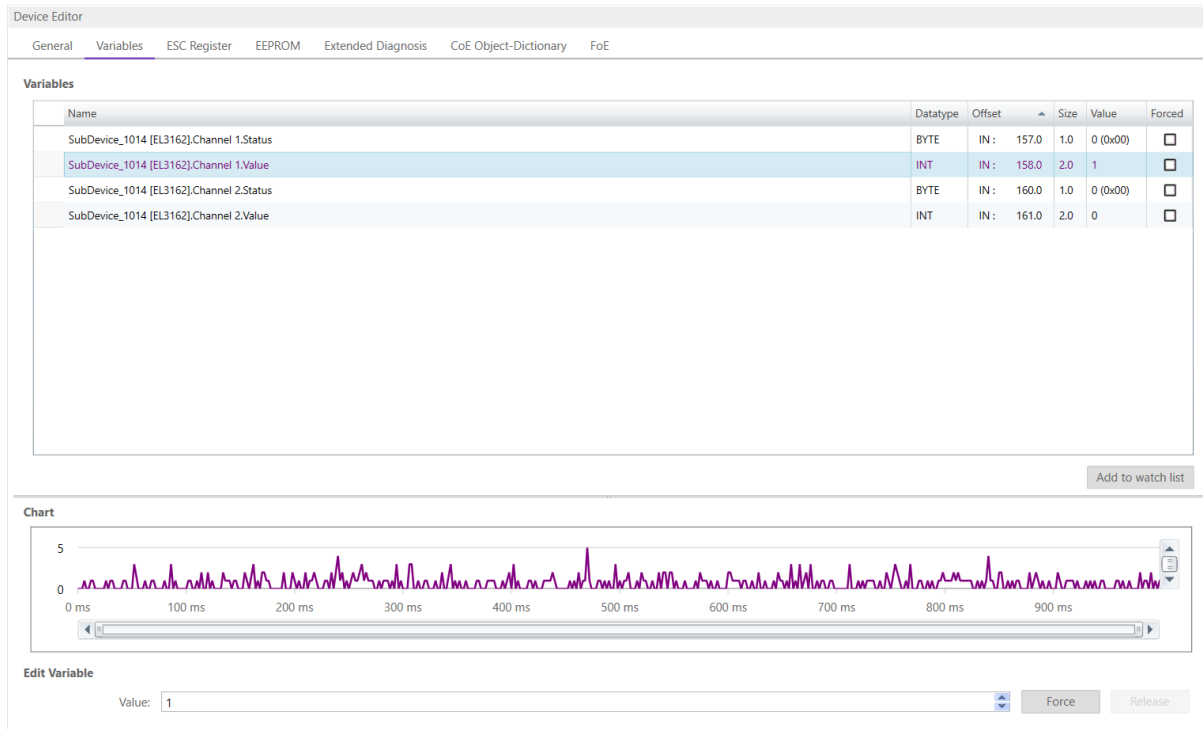 Device Editor
General Variables ESC Register EEPROM Extended Diagnosis CoE Object-Dictionary FoE
Variables
Name Datatype Offset Size Value Forced
SubDevice_1014 [EL3162].Channel 1.Status BYTE IN : 157.0 1.0 0 (0x00)
SubDevice_1014 [EL3162].Channel 1.Value INT IN : 158.0 2.0 1
SubDevice_1014 [EL3162].Channel 2.Status BYTE IN : 160.0 1.0 0 (0x00)
SubDevice_1014 [EL3162].Channel 2.Value INT IN : 161.0 2.0 0
Add to watch list
Chart
5
0
0 ms 100 ms 200 ms 300 ms 400 ms 500 ms 600 ms 700 ms 800 ms 900 ms
Edit Variable
Value: 1 Force Release